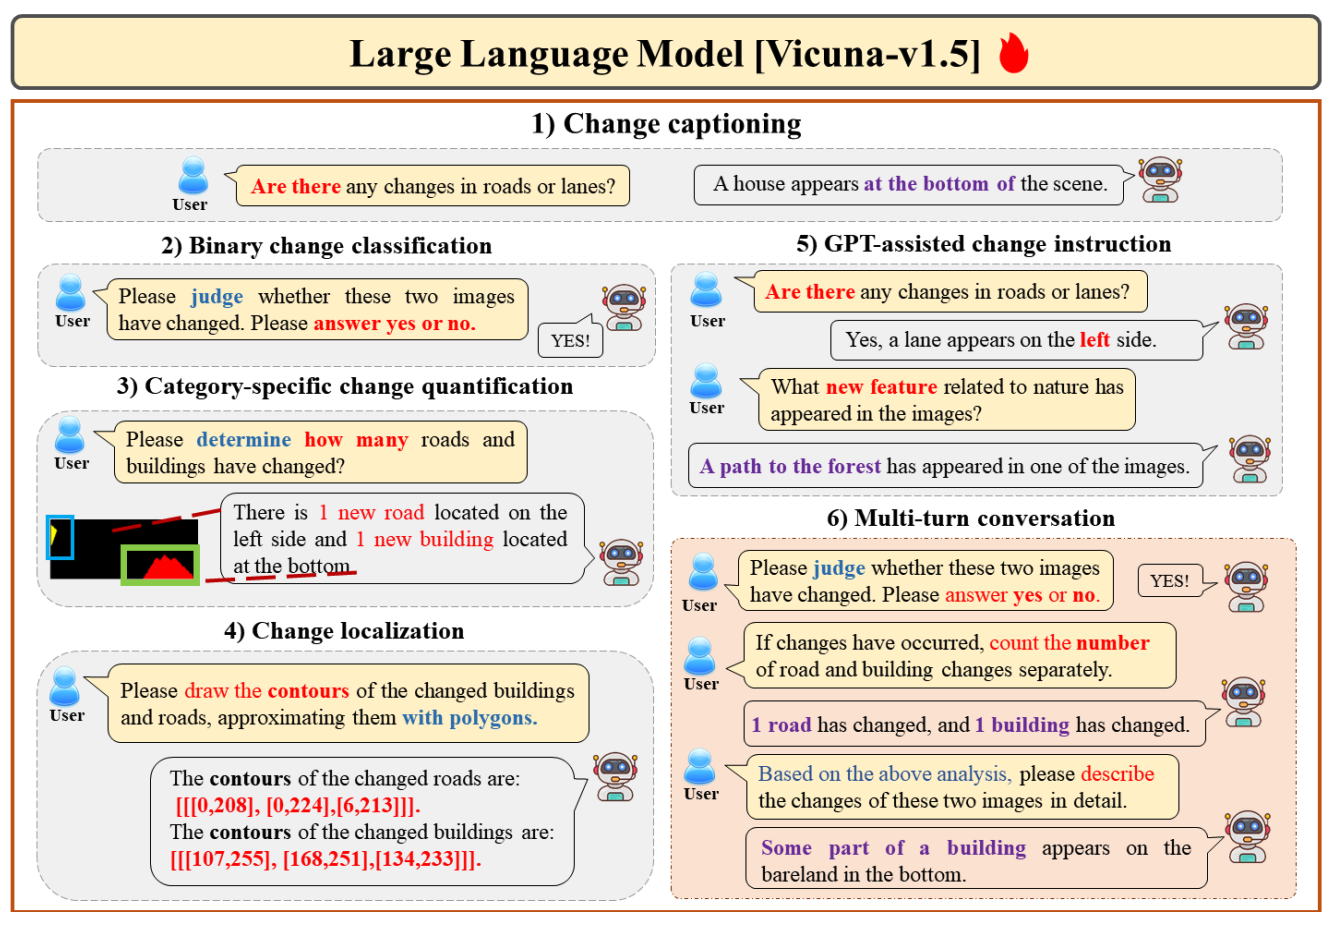 Large Language Model [Vicuna-v1.5]
1) Change captioning
User
Are there any changes in roads or lanes?
A house appears at the bottom of the scene.
2) Binary change classification
User
Please judge whether these two images
have changed. Please answer yes or no.
YES!
3) Category-specific change quantification
User
Please determine how many roads and
buildings have changed?
There is 1 new road located on the
left side and 1 new building located
at the bottom
4) Change localization
User
Please draw the contours of the changed buildings
and roads, approximating them with polygons.
The contours of the changed roads are:
[[[0,208], [0,224],[6,213]]].
The contours of the changed buildings are:
[[[107,255], [168,251],[134,233]]].
5) GPT-assisted change instruction
User
Are there any changes in roads or lanes?
Yes, a lane appears on the left side.
User
What new feature related to nature has
appeared in the images?
A path to the forest has appeared in one of the images.
6) Multi-turn conversation
User
Please judge whether these two images
have changed. Please answer yes or no.
YES!
User
If changes have occurred, count the number
of road and building changes separately.
1 road has changed, and 1 building has changed.
User
Based on the above analysis, please describe
the changes of these two images in detail.
Some part of a building appears on the
bareland in the bottom.